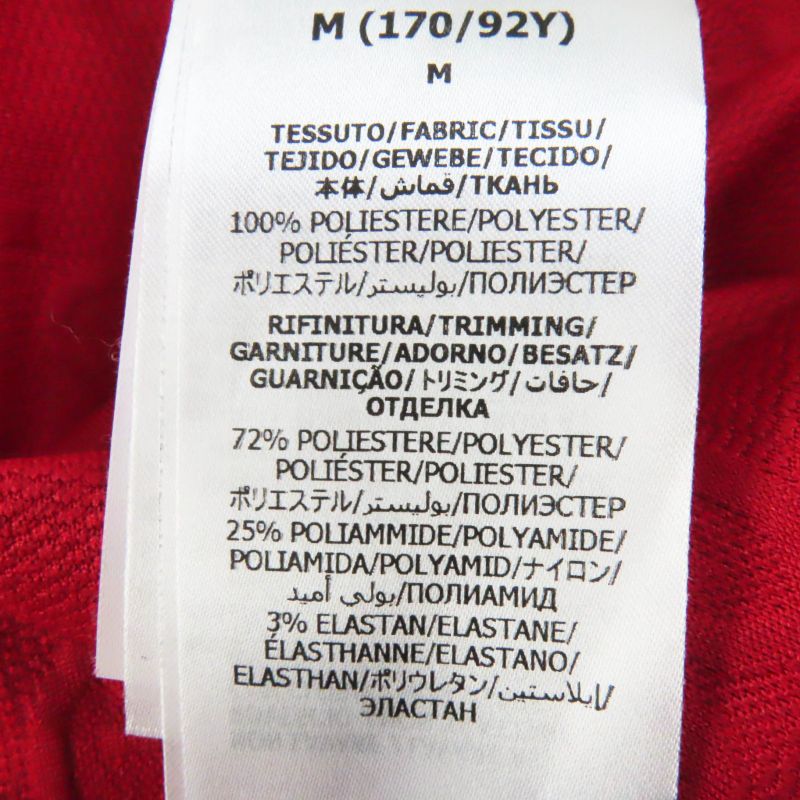 M (170/92Y)
M
TESSUTO/FABRIC/TISSU/
TEJIDO/GEWEBE/TECIDO/
本体/قماش/ТКАНЬ
100% POLIESTERE/POLYESTER/
POLIÉSTER/POLIESTER/
ポリエステル/بوليستر/ПОЛИЭСТЕР
RIFINITURA/TRIMMING/
GARNITURE/ADORNO/BESATZ/
GUARNIÇÃO/トリミング/حافات/
ОТДЕЛКА
72% POLIESTERE/POLYESTER/
POLIÉSTER/POLIESTER/
ポリエステル/بوليستر/ПОЛИЭСТЕР
25% POLIAMMIDE/POLYAMIDE/
POLIAMIDA/POLYAMID/ナイロン/
بولي أميد/ПОЛИАМИД
3% ELASTAN/ELASTANE/
ÉLASTHANNE/ELASTANO/
ELASTHAN/ポリウレタン/إيلاستين/
ЭЛАСТАН